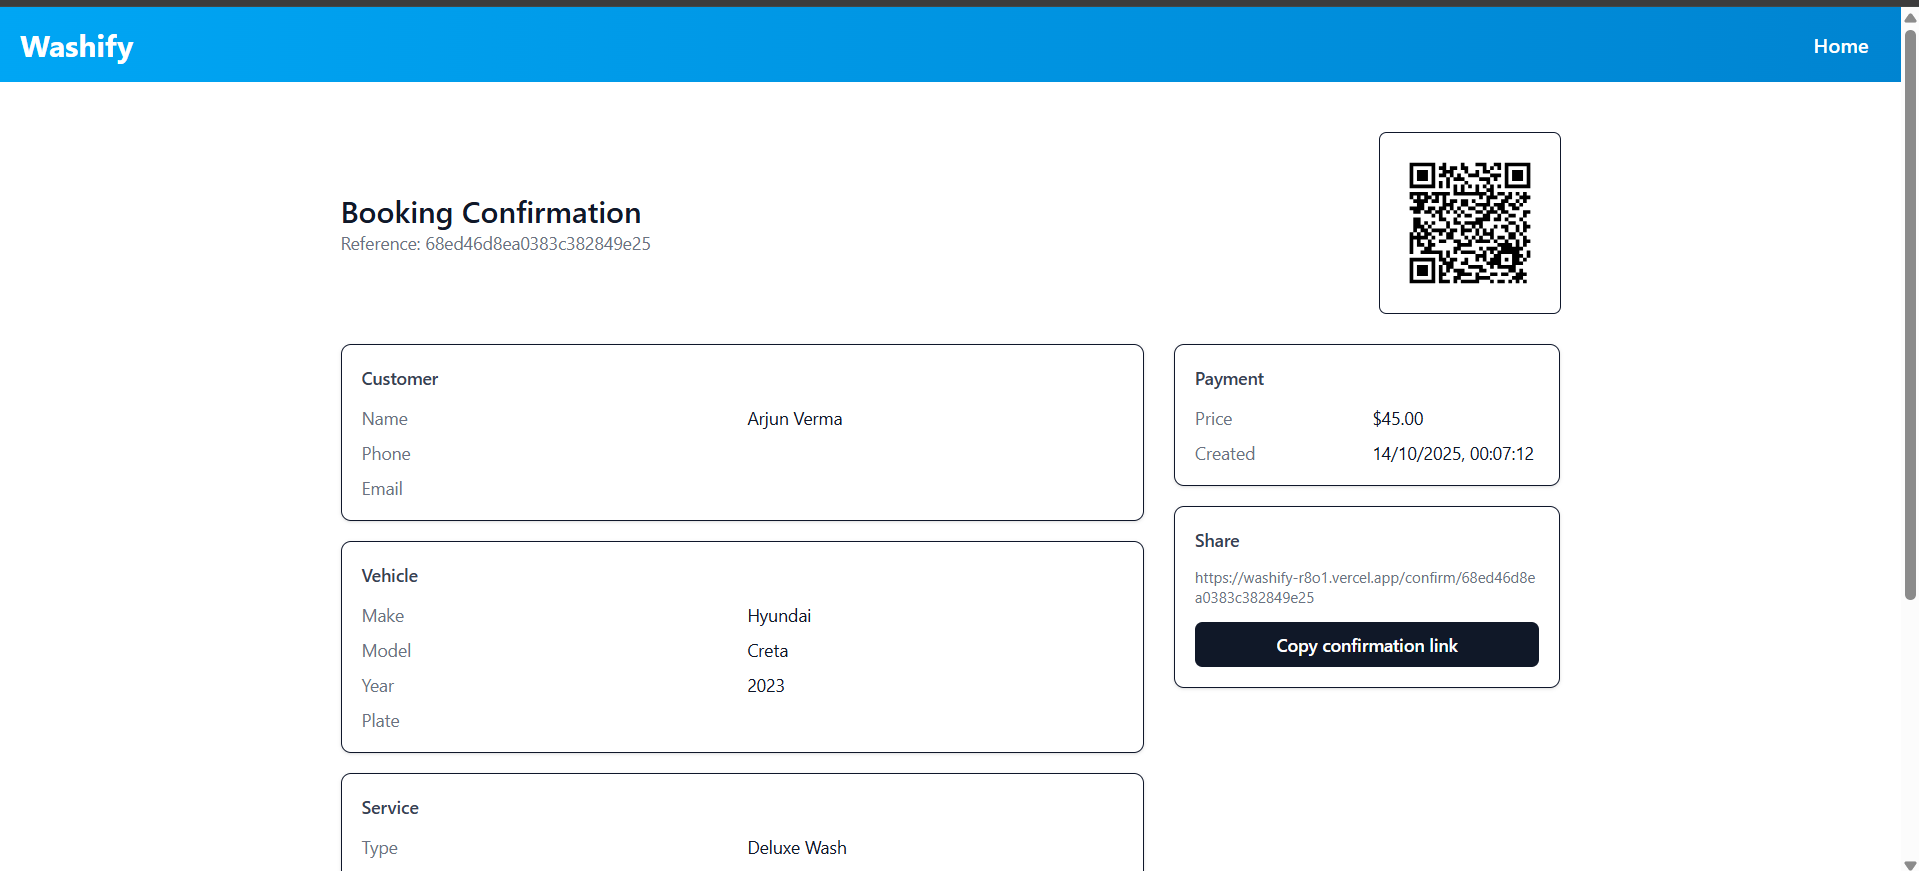 Washify
Home
Booking Confirmation
Reference: 68ed46d8ea0383c382849e25
Customer
Name Arjun Verma
Phone
Email
Vehicle
Make Hyundai
Model Creta
Year 2023
Plate
Service
Type Deluxe Wash
Payment
Price $45.00
Created 14/10/2025, 00:07:12
Share
https://washify-r8o1.vercel.app/confirm/68ed46d8e
a0383c382849e25
Copy confirmation link